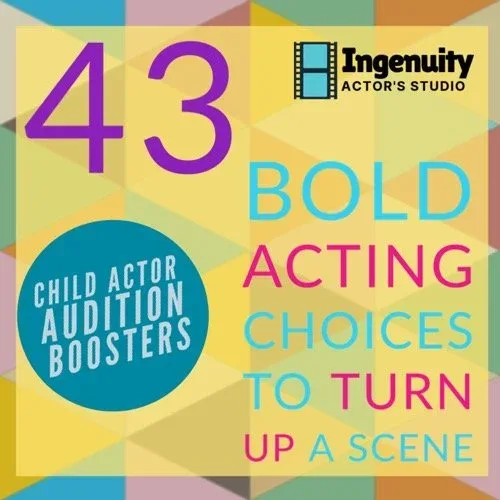 43
Ingenuity
ACTOR'S STUDIO
BOLD
ACTING
CHOICES
TO TURN
UP A SCENE
CHILD ACTOR
AUDITION
BOOSTERS